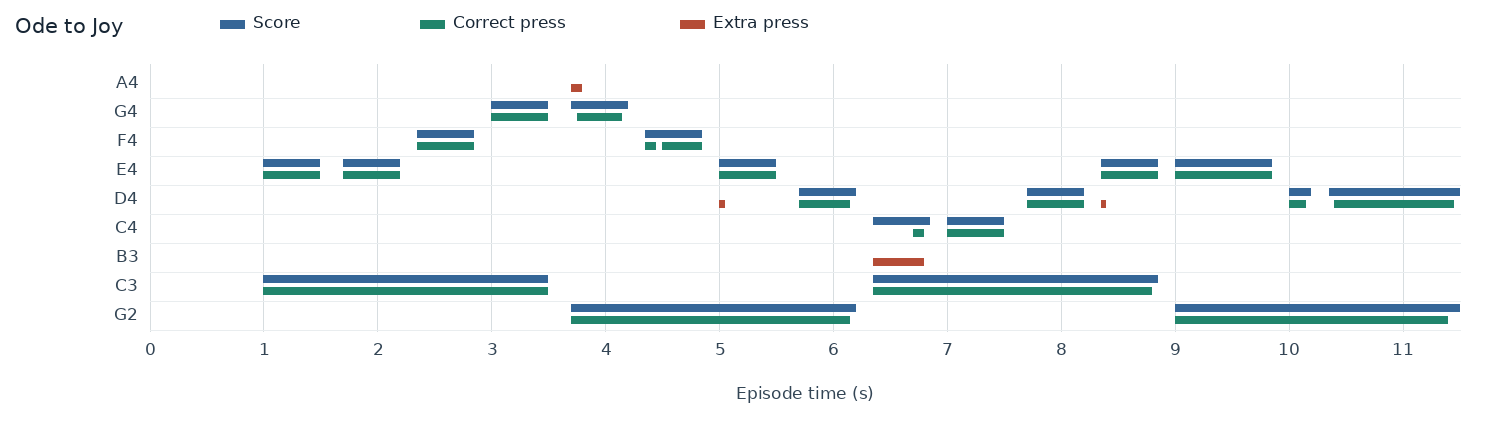 Ode to Joy
Score
Correct press
Extra press
A4
G4
F4
E4
D4
C4
B3
C3
G2
0 1 2 3 4 5 6 7 8 9 10 11
Episode time (s)